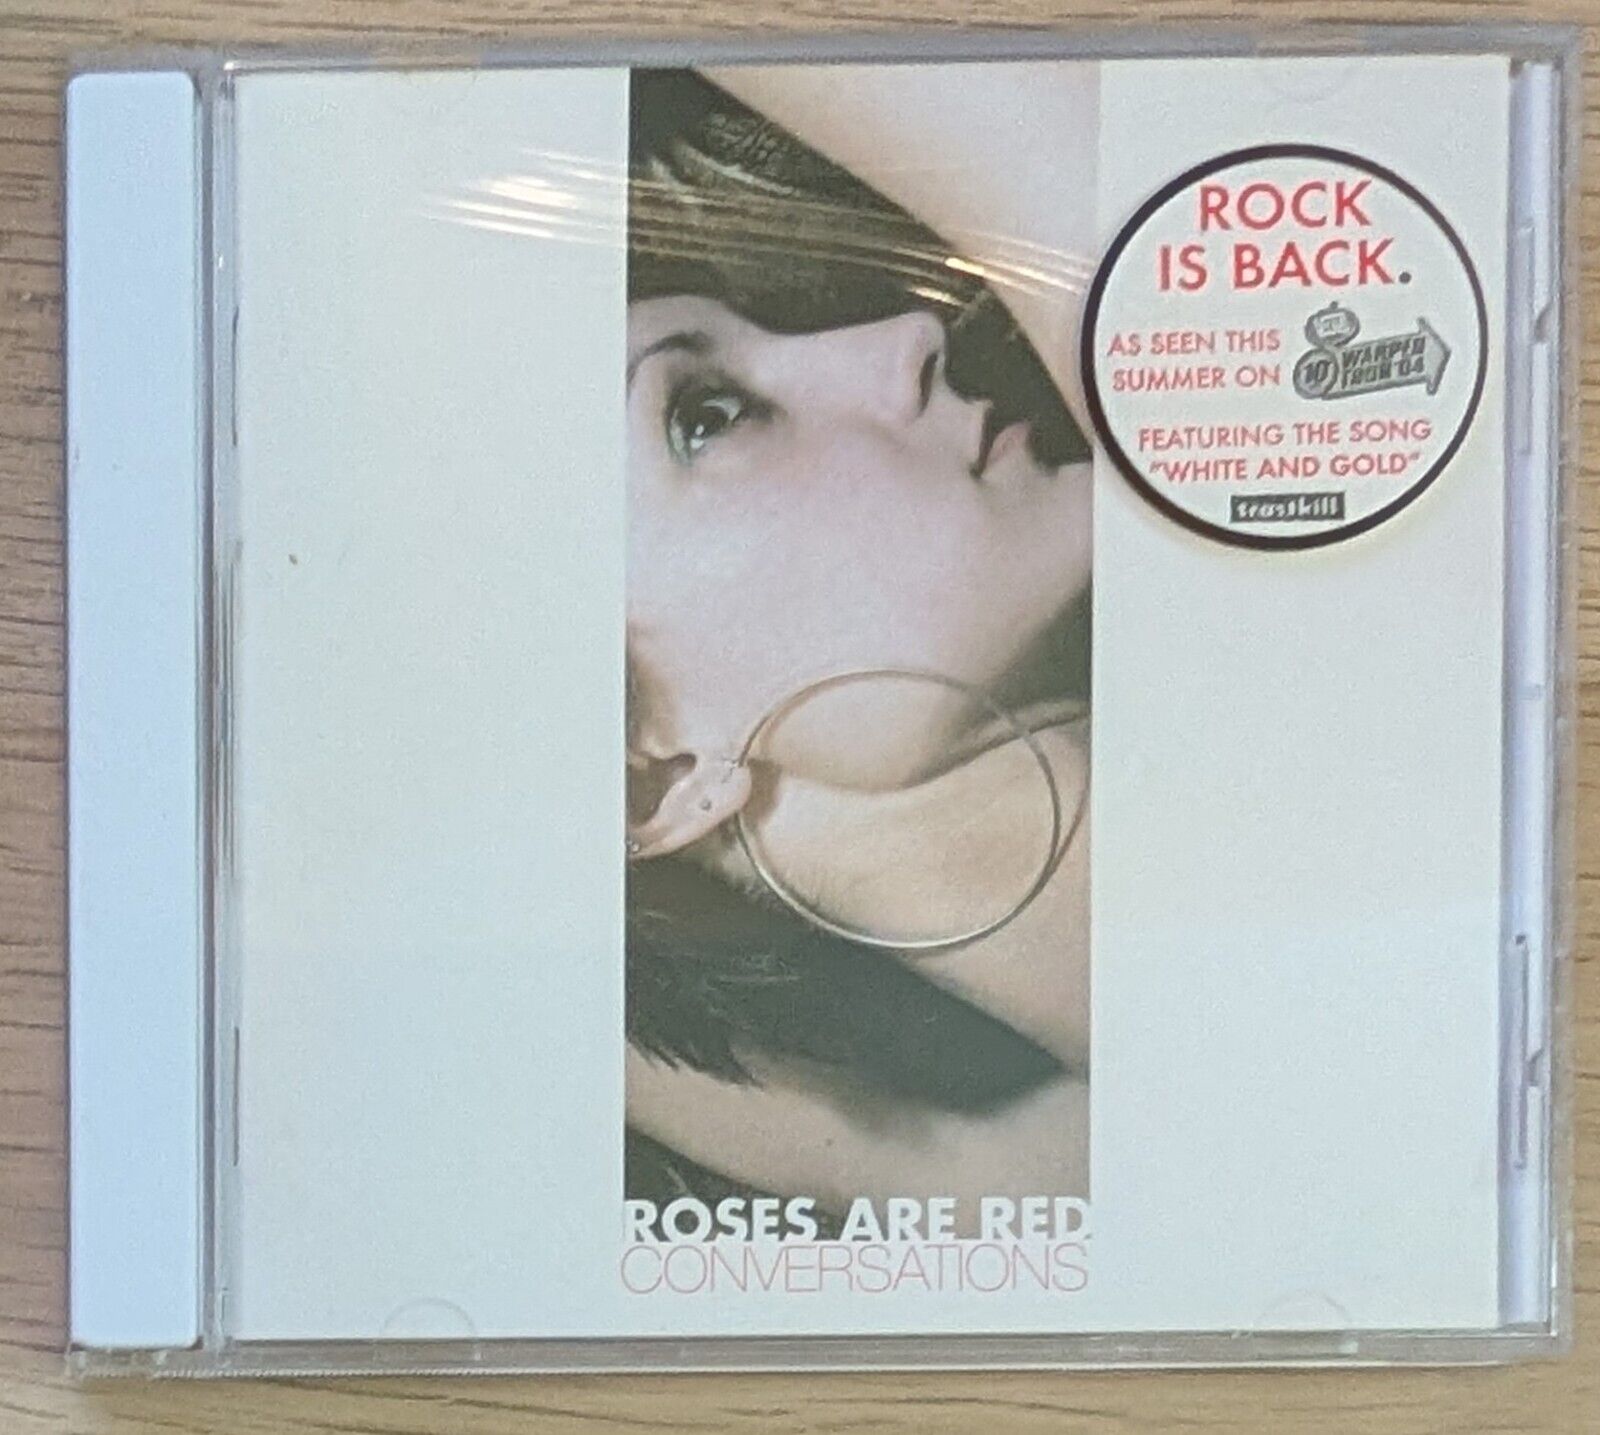 ROCK
IS BACK.
AS SEEN THIS
SUMMER ON
10
WARPED
TOUR 04
FEATURING THE SONG
"WHITE AND GOLD"
trustkill
ROSES ARE RED
CONVERSATIONS